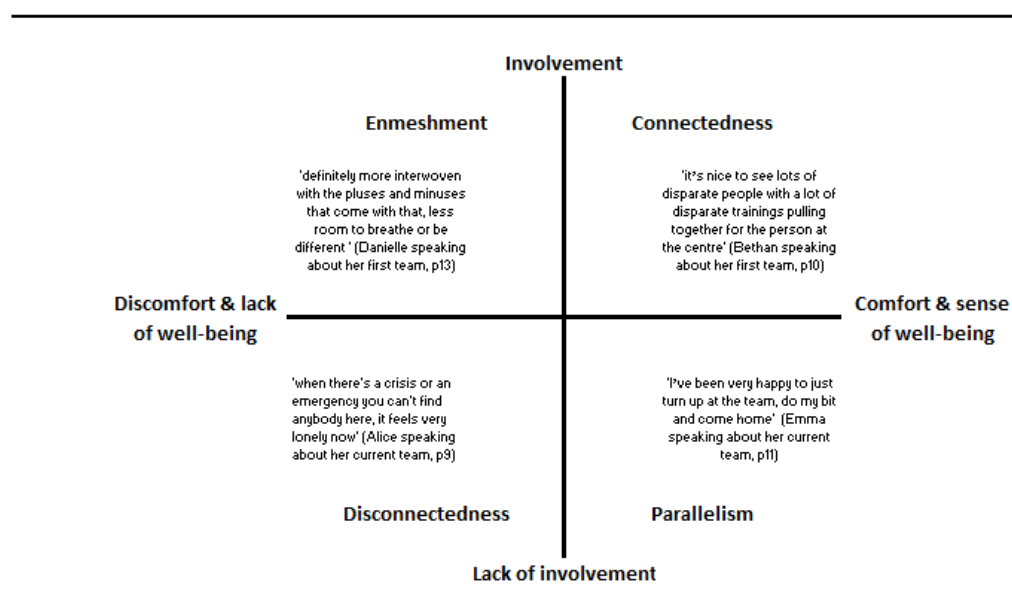 Involvement
Enmeshment
Connectedness
'definitely more interwoven
with the pluses and minuses
that come with that, less
room to breathe or be
different ' (Danielle speaking
about her first team, p13)
'it's nice to see lots of
disparate people with a lot of
disparate trainings pulling
together for the person at
the centre' (Bethan speaking
about her first team, p10)
Discomfort & lack
of well-being
Comfort & sense
of well-being
'when there's a crisis or an
emergency you can't find
anybody here, it feels very
lonely now' (Alice speaking
about her current team, p9)
'I've been very happy to just
turn up at the team, do my bit
and come home' (Emma
speaking about her current
team, p11)
Disconnectedness
Parallelism
Lack of involvement